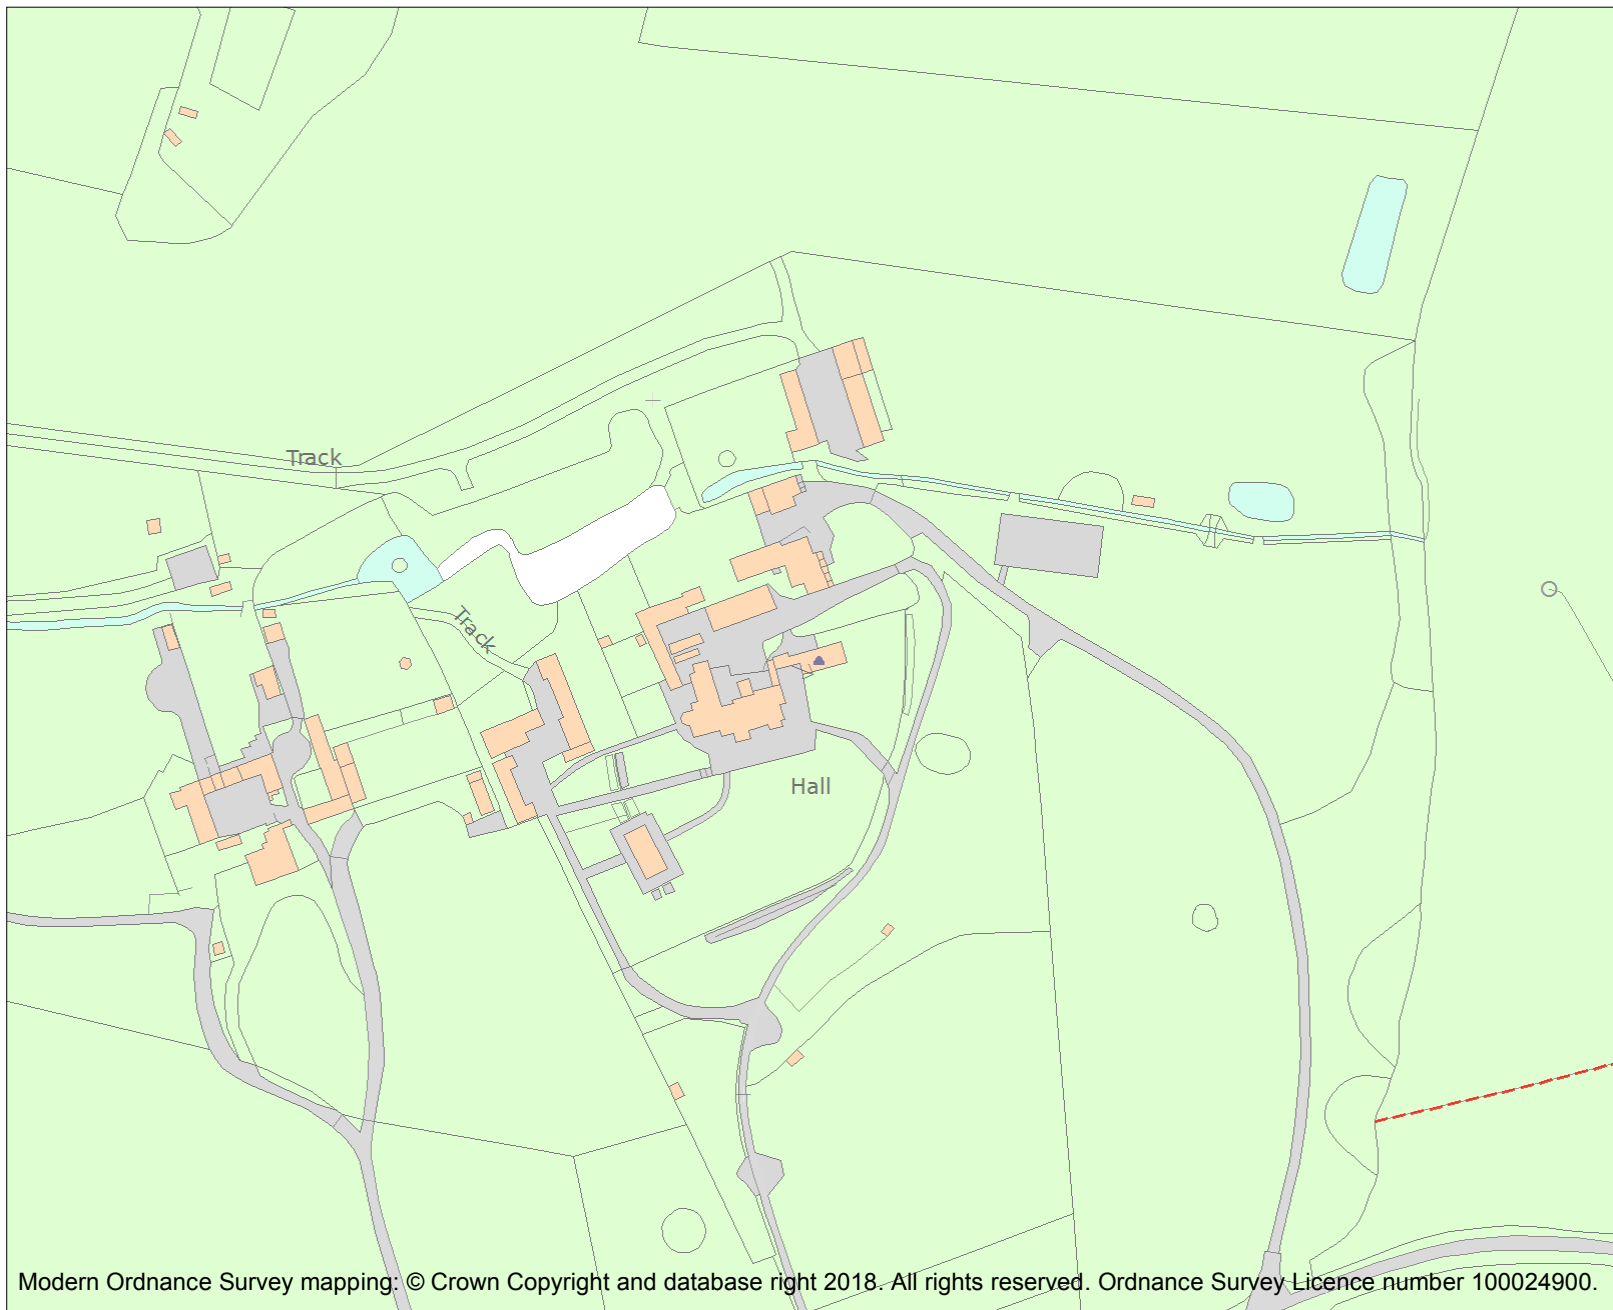 Track
Track
Hall
Modern Ordnance Survey mapping: © Crown Copyright and database right 2018. All rights reserved. Ordnance Survey Licence number 100024900.